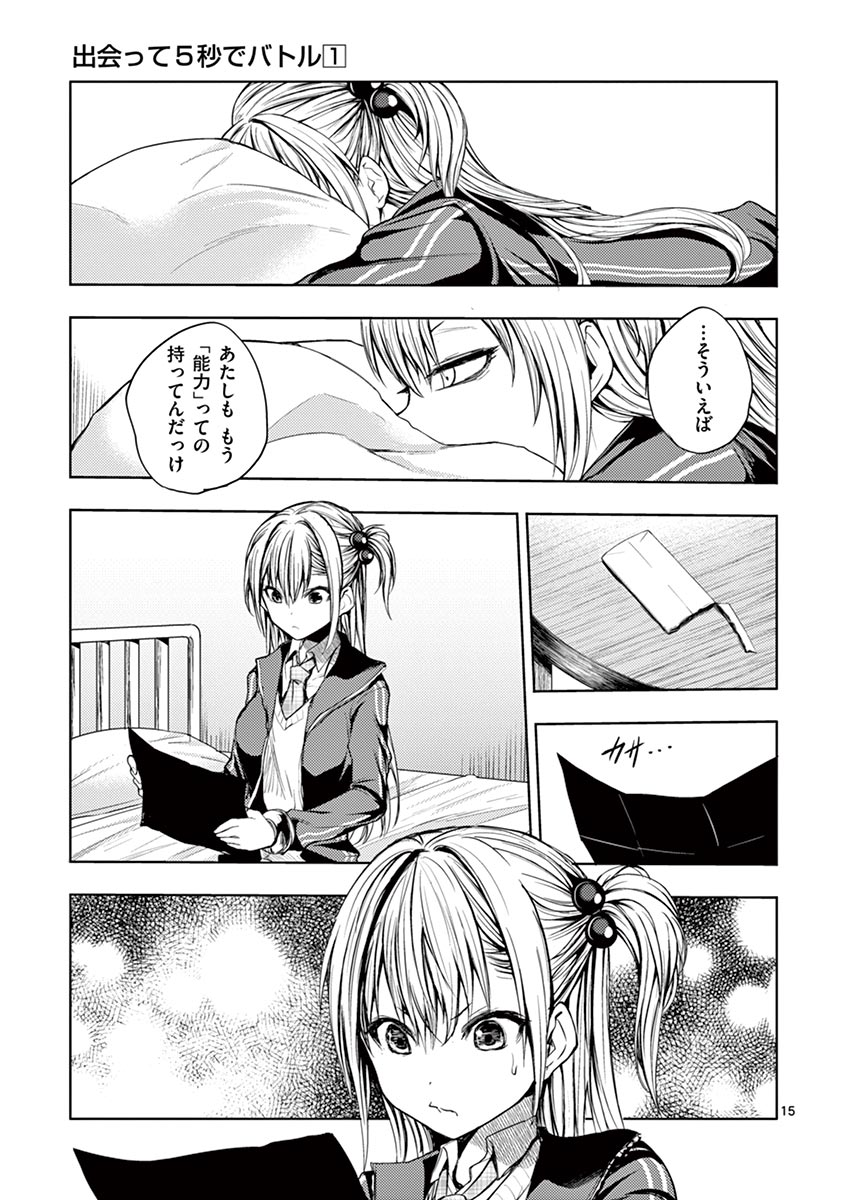 出会って5秒でバトル1
…そういえば
あたしも もう
「能力」っての
持ってんだっけ
カサ…
15